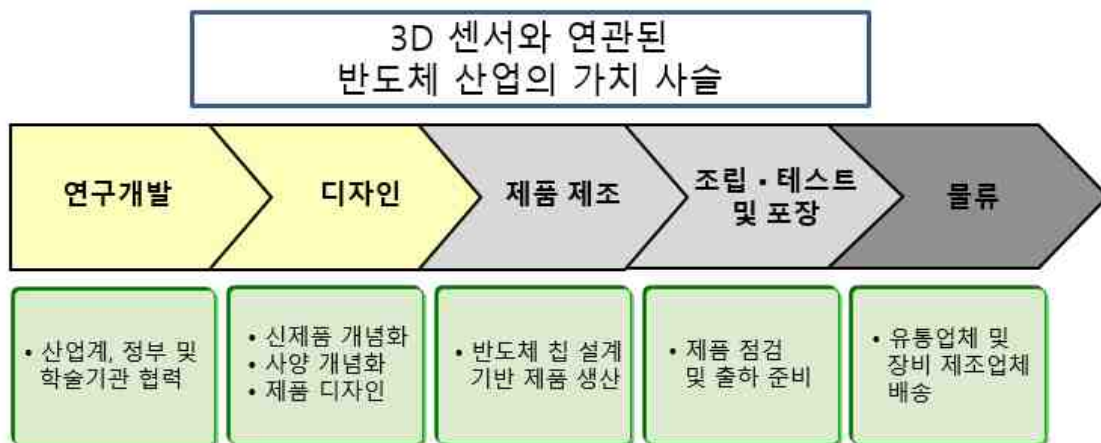 3D 센서와 연관된
반도체 산업의 가치 사슬
연구개발
디자인
제품 제조
조립・테스트
및 포장
물류
• 산업계, 정부 및
학술기관 협력
• 신제품 개념화
• 사양 개념화
• 제품 디자인
• 반도체 칩 설계
기반 제품 생산
• 제품 점검
및 출하 준비
• 유통업체 및
장비 제조업체
배송